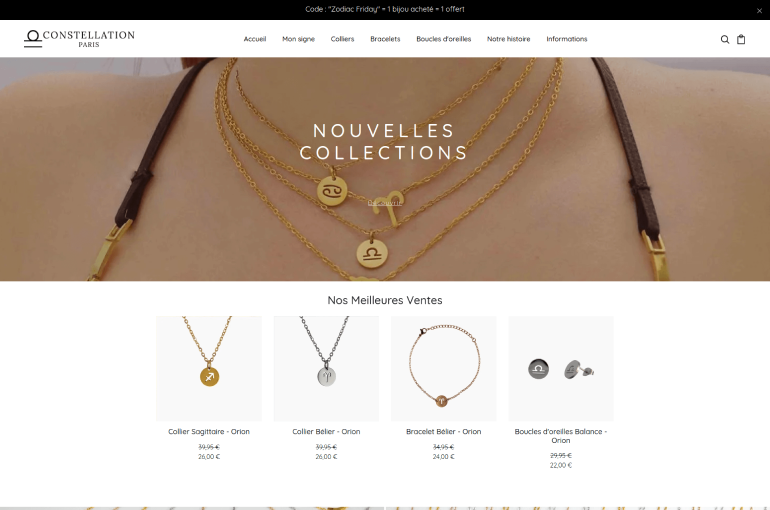 Code : "Zodiac Friday" = 1 bijou acheté = 1 offert
CONSTELLATION
PARIS
Accueil Mon signe Colliers Bracelets Boucles d'oreilles Notre histoire Informations
NOUVELLES
COLLECTIONS
Découvrir
Nos Meilleures Ventes
Collier Sagittaire - Orion
39,95 €
26,00 €
Collier Bélier - Orion
39,95 €
26,00 €
Bracelet Bélier - Orion
34,95 €
24,00 €
Boucles d'oreilles Balance -
Orion
29,95 €
22,00 €